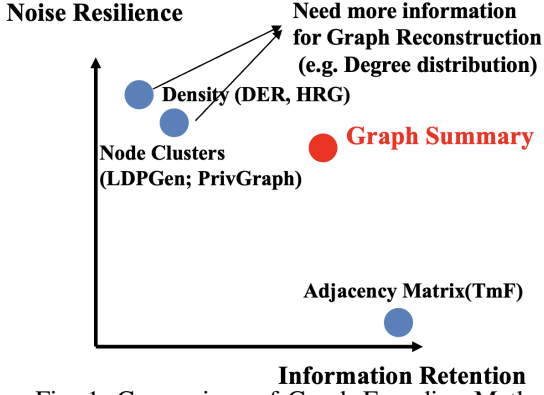 Noise Resilience
Need more information
for Graph Reconstruction
(e.g. Degree distribution)
Density (DER, HRG)
Graph Summary
Node Clusters
(LDPGen; PrivGraph)
Adjacency Matrix(TmF)
Information Retention